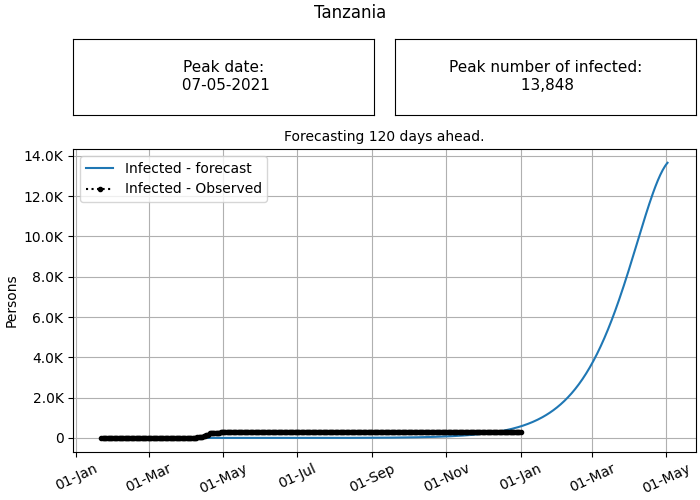 Tanzania
Peak date:
07-05-2021
Peak number of infected:
13,848
Forecasting 120 days ahead.
14.0K
12.0K
10.0K
8.0K
6.0K
4.0K
2.0K
0
Persons
Infected - forecast
Infected - Observed
01-Jan
01-Mar
01-May
01-Jul
01-Sep
01-Nov
01-Jan
01-Mar
01-May